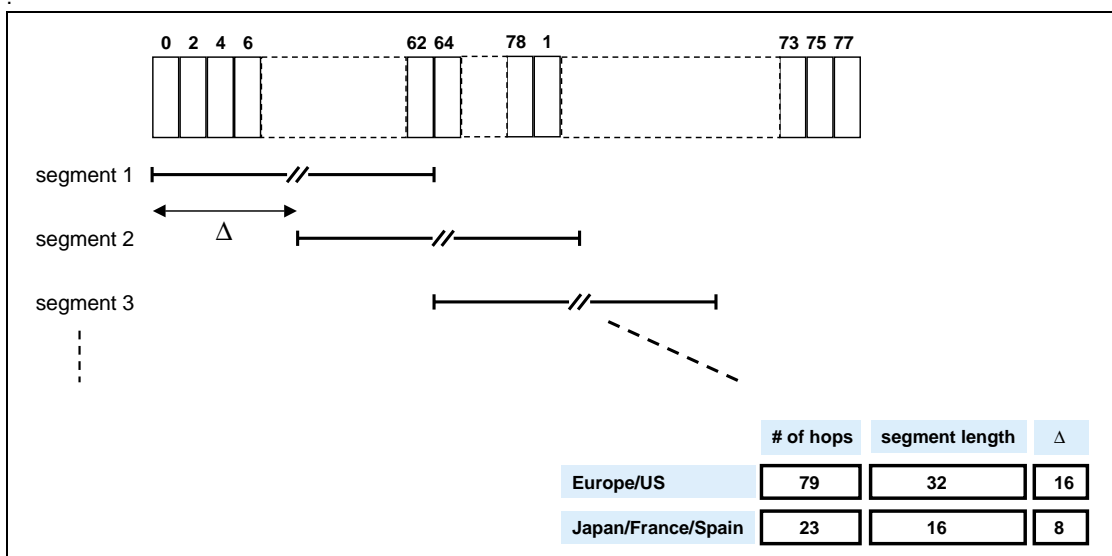 .
0 2 4 6 62 64 78 1 73 75 77
segment 1
Δ
segment 2
segment 3
# of hops segment length Δ
Europe/US 79 32 16
Japan/France/Spain 23 16 8